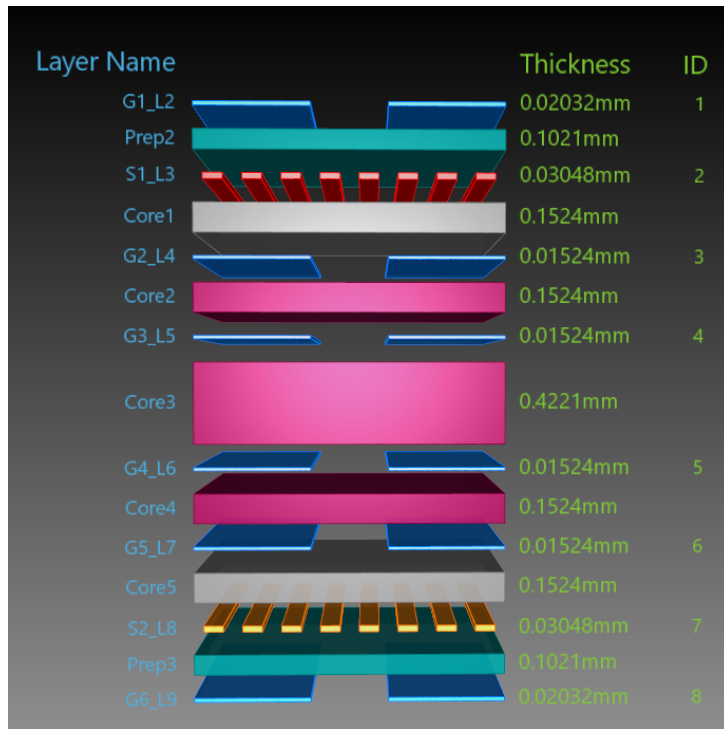 Layer Name Thickness ID
G1_L2 0.02032mm 1
Prep2 0.1021mm
S1_L3 0.03048mm 2
Core1 0.1524mm
G2_L4 0.01524mm 3
Core2 0.1524mm
G3_L5 0.01524mm 4
Core3 0.4221mm
G4_L6 0.01524mm 5
Core4 0.1524mm
G5_L7 0.01524mm 6
Core5 0.1524mm
S2_L8 0.03048mm 7
Prep3 0.1021mm
G6_L9 0.02032mm 8